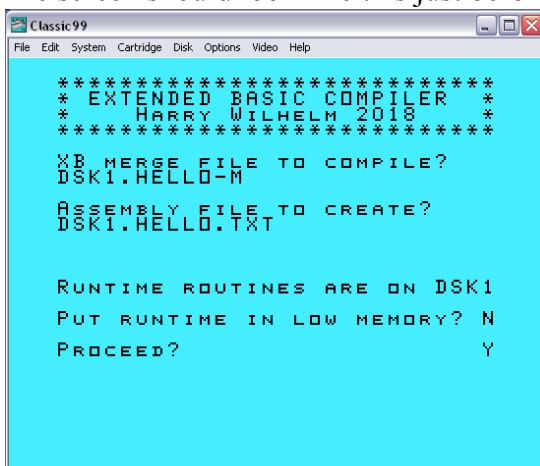 Classic99
File Edit System Cartridge Disk Options Video Help
* * * * * * * * * * * * * * * * * * * * * * * * * * * *
* EXTENDED BASIC COMPILER *
* HARRY WILHELM 2018 *
* * * * * * * * * * * * * * * * * * * * * * * * * * * *
XB MERGE FILE TO COMPILE?
DSK1.HELLO-M
ASSEMBLY FILE TO CREATE?
DSK1.HELLO.TXT
RUNTIME ROUTINES ARE ON DSK1
PUT RUNTIME IN LOW MEMORY? N
PROCEED? Y